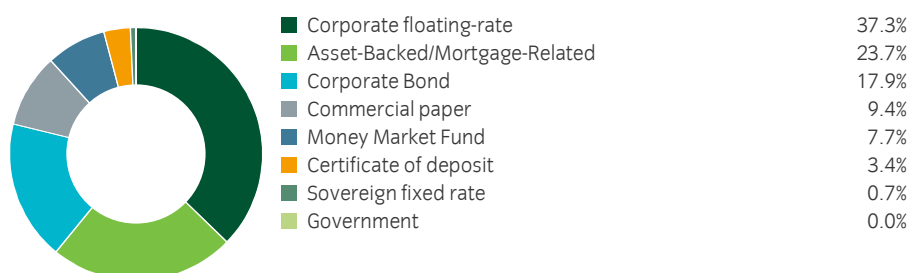 Corporate floating-rate 37.3%
Asset-Backed/Mortgage-Related 23.7%
Corporate Bond 17.9%
Commercial paper 9.4%
Money Market Fund 7.7%
Certificate of deposit 3.4%
Sovereign fixed rate 0.7%
Government 0.0%